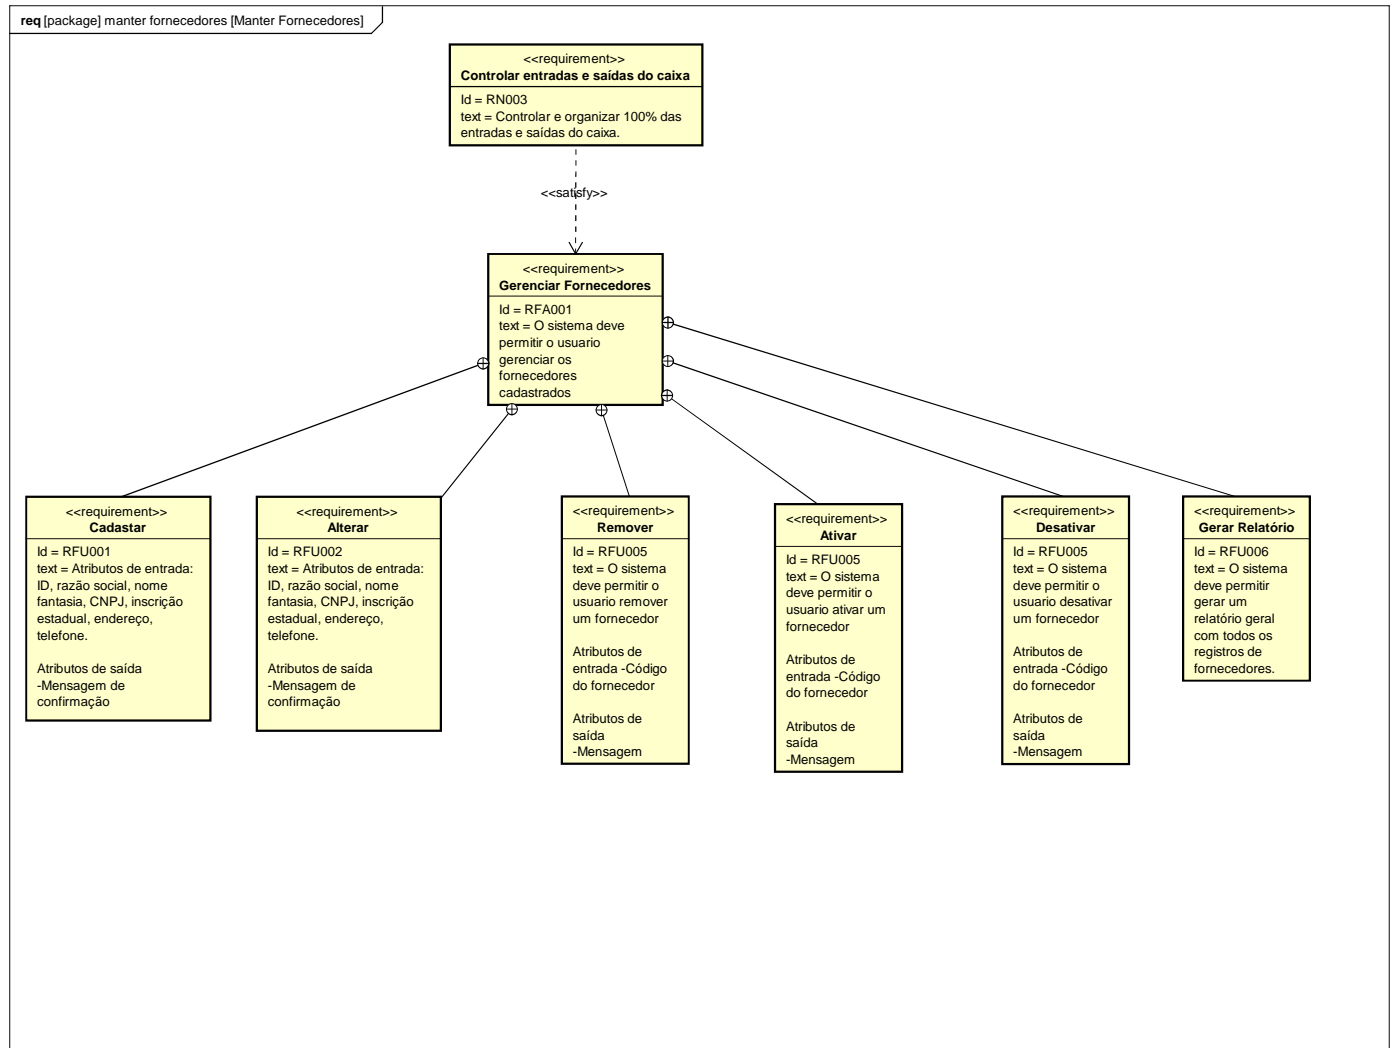 req [package] manter fornecedores [Manter Fornecedores]
<<requirement>>
Controlar entradas e saídas do caixa
Id = RN003
text = Controlar e organizar 100% das
entradas e saídas do caixa.
<<satisfy>>
<<requirement>>
Gerenciar Fornecedores
Id = RFA001
text = O sistema deve
permitir o usuario
gerenciar os
fornecedores
cadastrados
<<requirement>>
Cadastar
Id = RFU001
text = Atributos de entrada:
ID, razão social, nome
fantasia, CNPJ, inscrição
estadual, endereço,
telefone.
Atributos de saída
-Mensagem de
confirmação
<<requirement>>
Alterar
Id = RFU002
text = Atributos de entrada:
ID, razão social, nome
fantasia, CNPJ, inscrição
estadual, endereço,
telefone.
Atributos de saída
-Mensagem de
confirmação
<<requirement>>
Remover
Id = RFU005
text = O sistema
deve permitir o
usuario remover
um fornecedor
Atributos de
entrada -Código
do fornecedor
Atributos de
saída
-Mensagem
<<requirement>>
Ativar
Id = RFU005
text = O sistema
deve permitir o
usuario ativar um
fornecedor
Atributos de
entrada -Código
do fornecedor
Atributos de
saída
-Mensagem
<<requirement>>
Desativar
Id = RFU005
text = O sistema
deve permitir o
usuario desativar
um fornecedor
Atributos de
entrada -Código
do fornecedor
Atributos de
saída
-Mensagem
<<requirement>>
Gerar Relatório
Id = RFU006
text = O sistema
deve permitir
gerar um
relatório geral
com todos os
registros de
fornecedores.